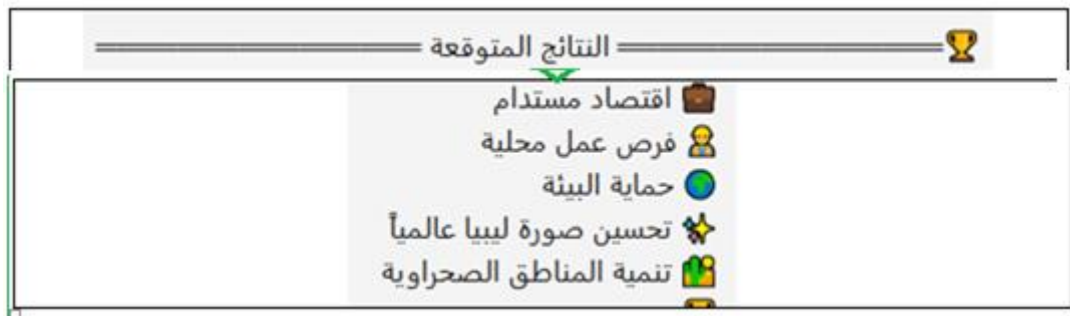 🏆═══════════ النتائج المتوقعة ═══════════
💼 اقتصاد مستدام
👷 فرص عمل محلية
🌍 حماية البيئة
✨ تحسين صورة ليبيا عالمياً
🏜️ تنمية المناطق الصحراوية